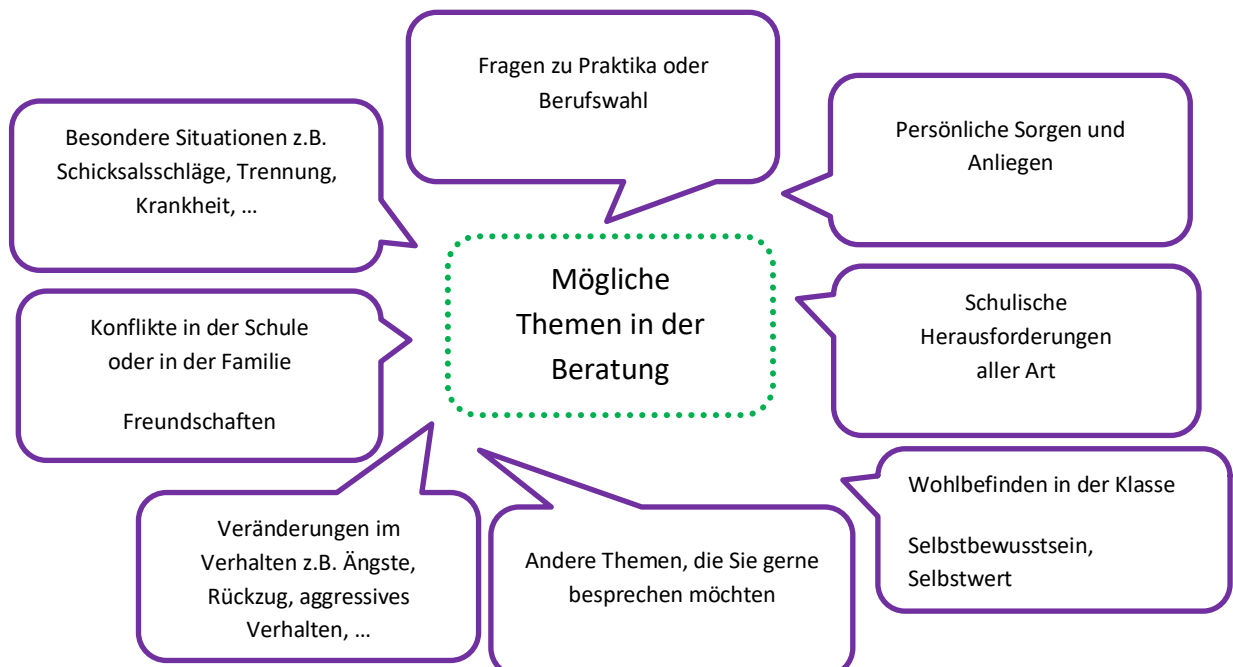 Fragen zu Praktika oder
Berufswahl
Besondere Situationen z.B.
Schicksalsschläge, Trennung,
Krankheit, …
Persönliche Sorgen und
Anliegen
Mögliche
Themen in der
Beratung
Konflikte in der Schule
oder in der Familie
Freundschaften
Schulische
Herausforderungen
aller Art
Wohlbefinden in der Klasse
Selbstbewusstsein,
Selbstwert
Veränderungen im
Verhalten z.B. Ängste,
Rückzug, aggressives
Verhalten, …
Andere Themen, die Sie gerne
besprechen möchten